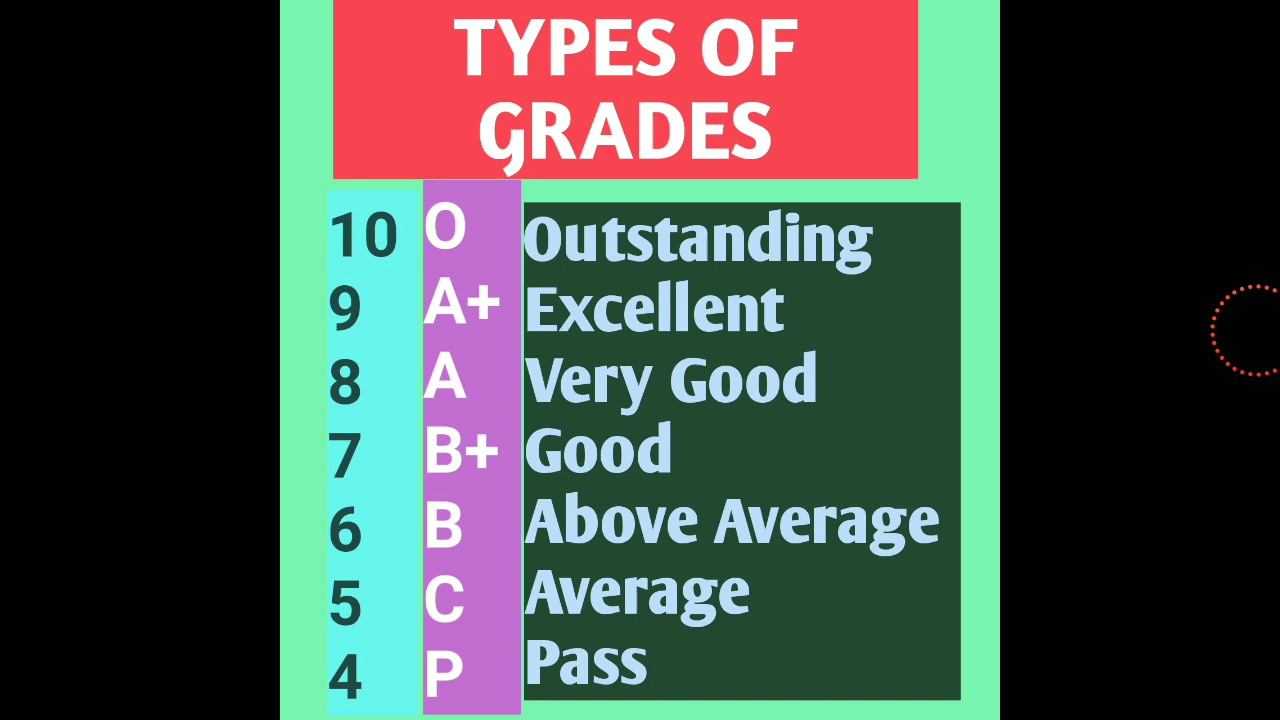 TYPES OF
GRADES
10 O Outstanding
9 A+ Excellent
8 A Very Good
7 B+ Good
6 B Above Average
5 C Average
4 P Pass